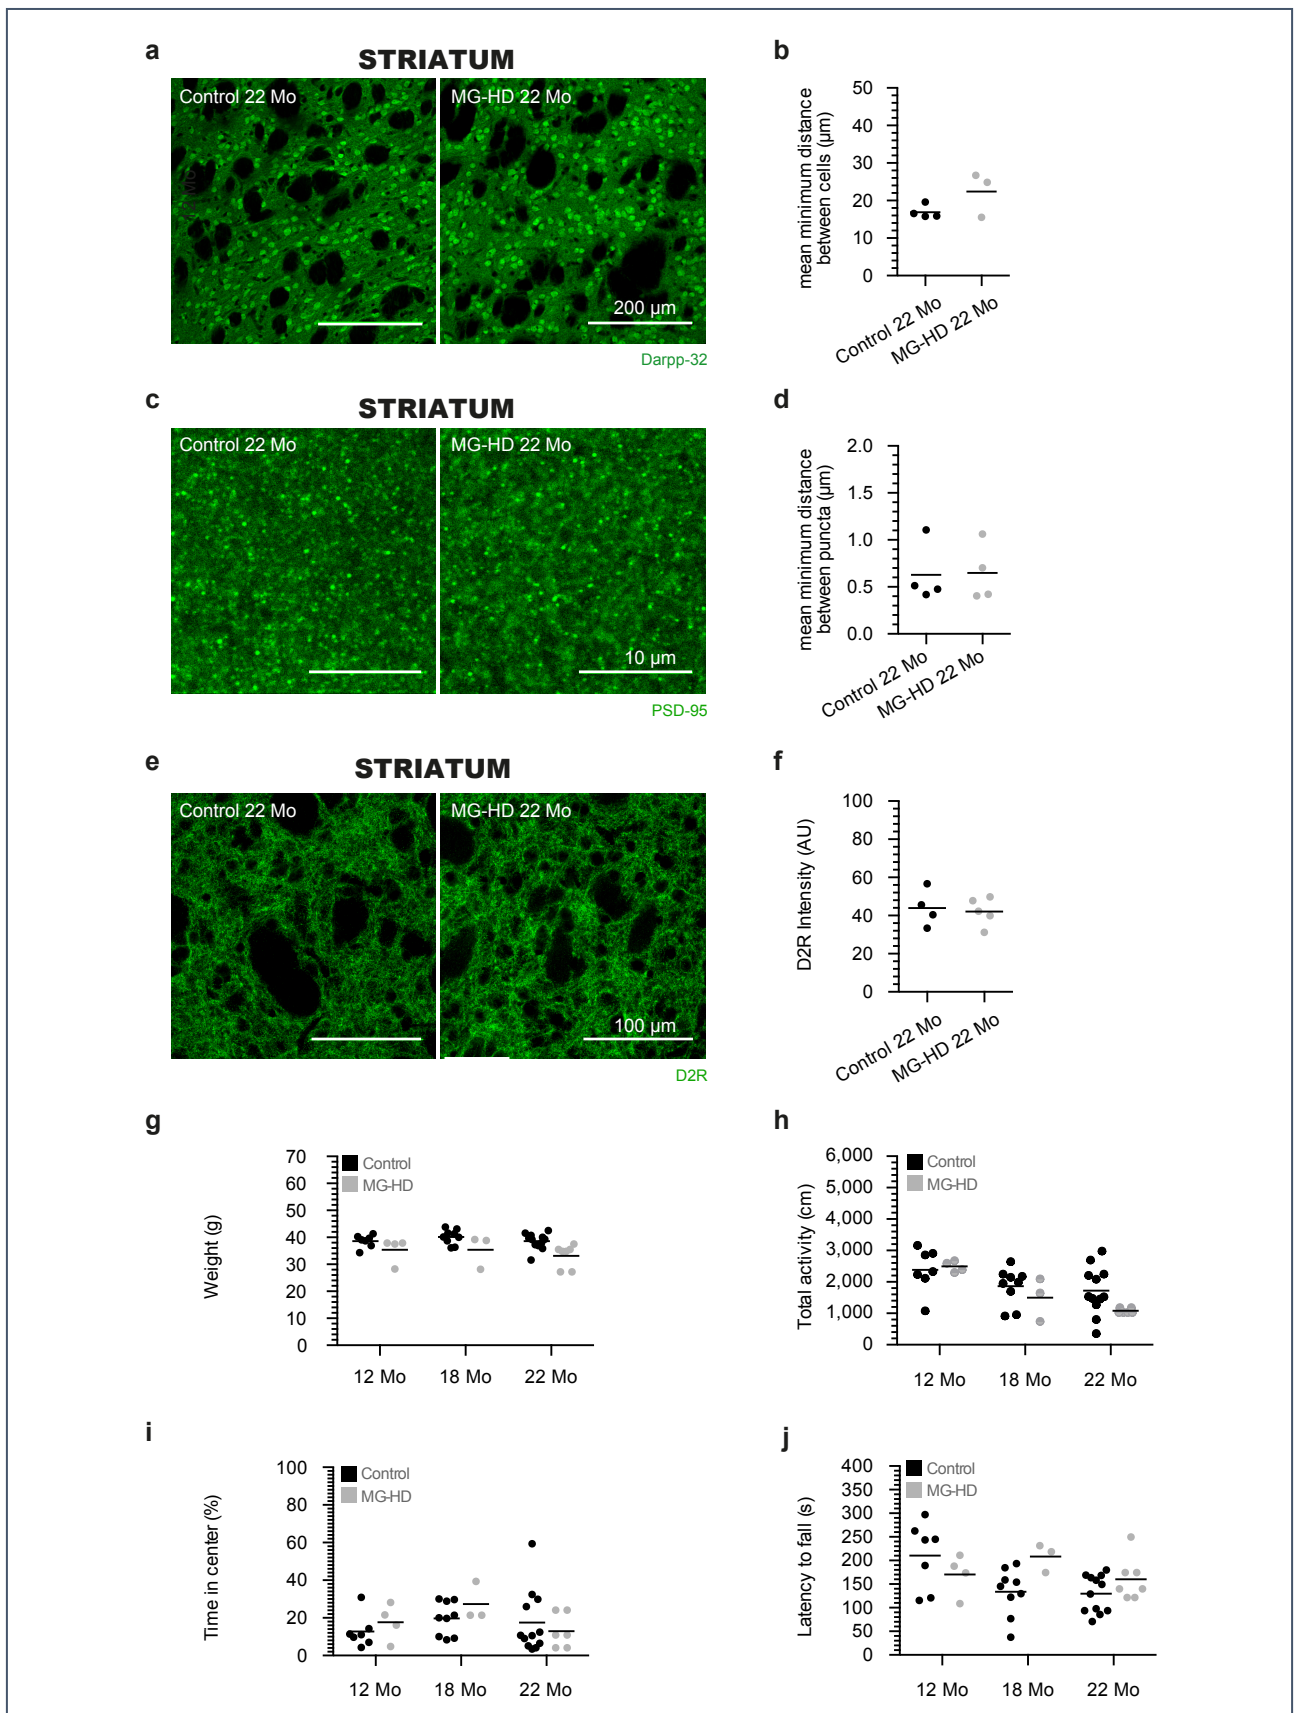 a
STRIATUM
Control 22 Mo
MG-HD 22 Mo
200 µm
Darpp-32
b
mean minimum distance
between cells (µm)
50
40
30
20
10
0
Control 22 Mo
MG-HD 22 Mo
c
STRIATUM
Control 22 Mo
MG-HD 22 Mo
10 µm
PSD-95
d
mean minimum distance
between puncta (µm)
2.0
1.5
1.0
0.5
0.0
Control 22 Mo
MG-HD 22 Mo
e
STRIATUM
Control 22 Mo
MG-HD 22 Mo
100 µm
D2R
f
D2R Intensity (AU)
100
80
60
40
20
0
Control 22 Mo
MG-HD 22 Mo
g
Weight (g)
70
60
50
40
30
20
10
0
Control
MG-HD
12 Mo 18 Mo 22 Mo
h
Total activity (cm)
6,000
5,000
4,000
3,000
2,000
1,000
0
Control
MG-HD
12 Mo 18 Mo 22 Mo
i
Time in center (%)
100
80
60
40
20
0
Control
MG-HD
12 Mo 18 Mo 22 Mo
j
Latency to fall (s)
400
350
300
250
200
150
100
50
0
Control
MG-HD
12 Mo 18 Mo 22 Mo